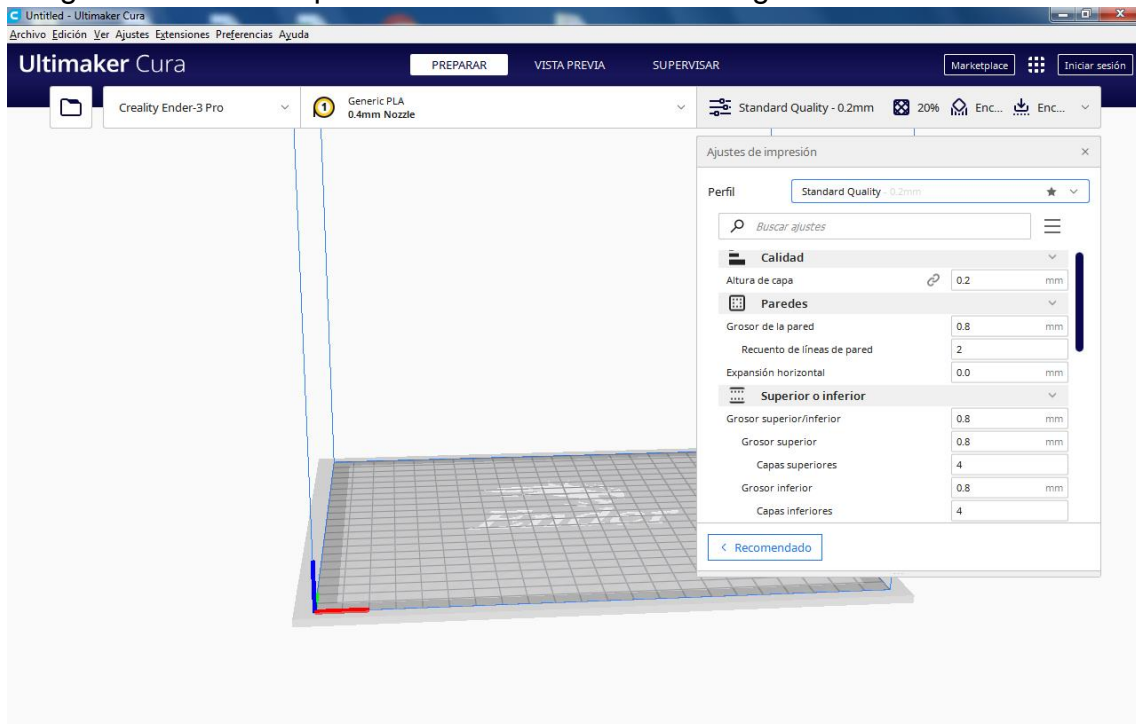 Untitled - Ultimaker Cura
Archivo Edición Ver Ajustes Extensiones Preferencias Ayuda
Ultimaker Cura PREPARAR VISTA PREVIA SUPERVISAR Marketplace Iniciar sesión
Creality Ender-3 Pro 1 Generic PLA 0.4mm Nozzle Standard Quality - 0.2mm 20% Enc... Enc...
Ajustes de impresión
Perfil Standard Quality - 0.2mm
Buscar ajustes
Calidad
Altura de capa 0.2 mm
Paredes
Grosor de la pared 0.8 mm
Recuento de líneas de pared 2
Expansión horizontal 0.0 mm
Superior o inferior
Grosor superior/inferior 0.8 mm
Grosor superior 0.8 mm
Capas superiores 4
Grosor inferior 0.8 mm
Capas inferiores 4
< Recomendado